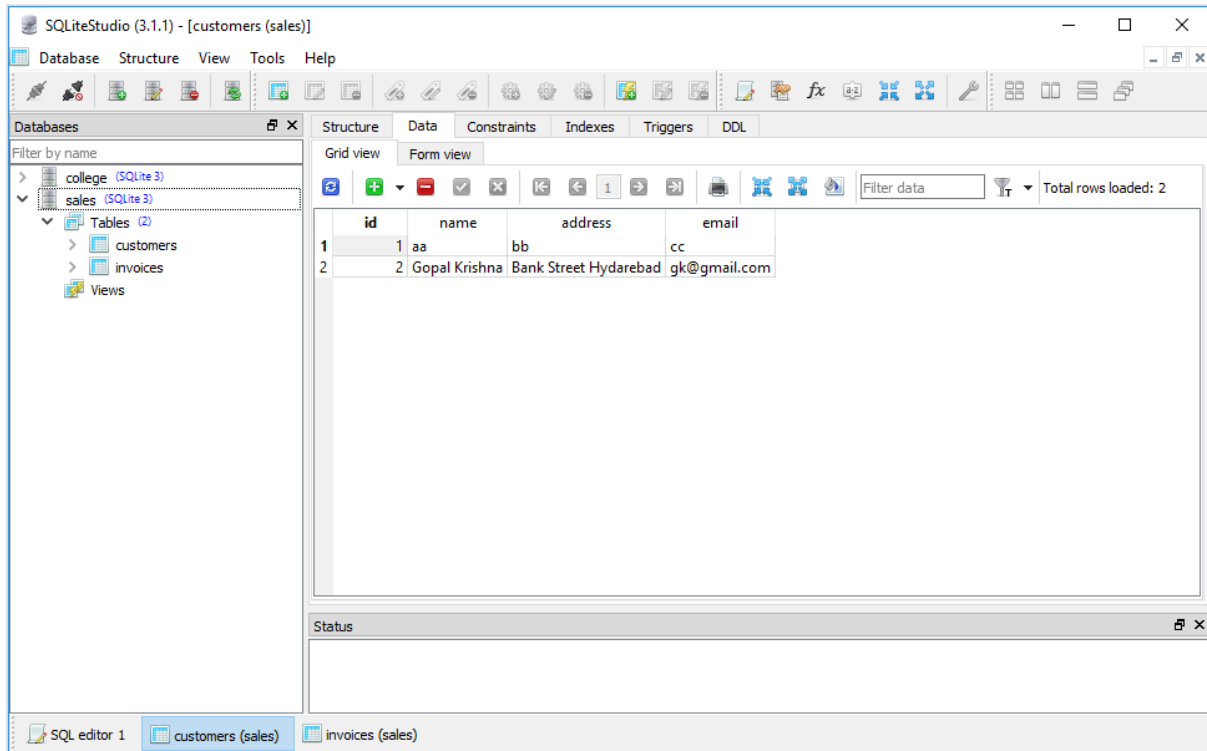 SQLiteStudio (3.1.1) - [customers (sales)]
Database Structure View Tools Help
fx a-z
Databases
Filter by name
college (SQLite 3)
sales (SQLite 3)
Tables (2)
customers
invoices
Views
Structure Data Constraints Indexes Triggers DDL
Grid view Form view
1 Filter data T Total rows loaded: 2
id name address email
1 1 aa bb cc
2 2 Gopal Krishna Bank Street Hydarebad gk@gmail.com
Status
SQL editor 1 customers (sales) invoices (sales)